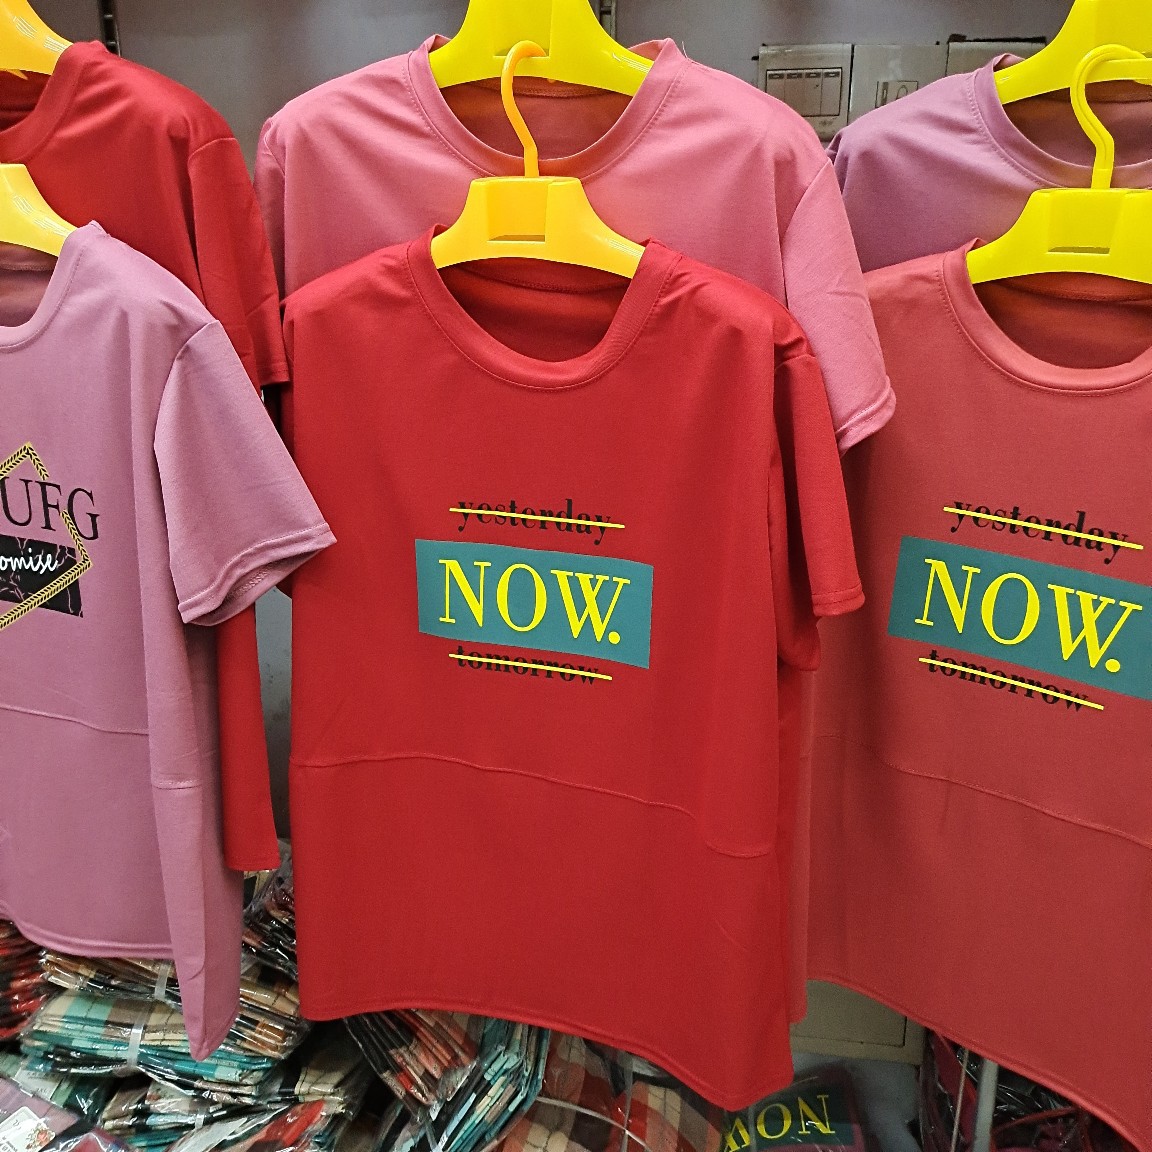 UFG
omise
yesterday
NOW.
tomorrow
yesterday
NOW.
tomorrow
NOW